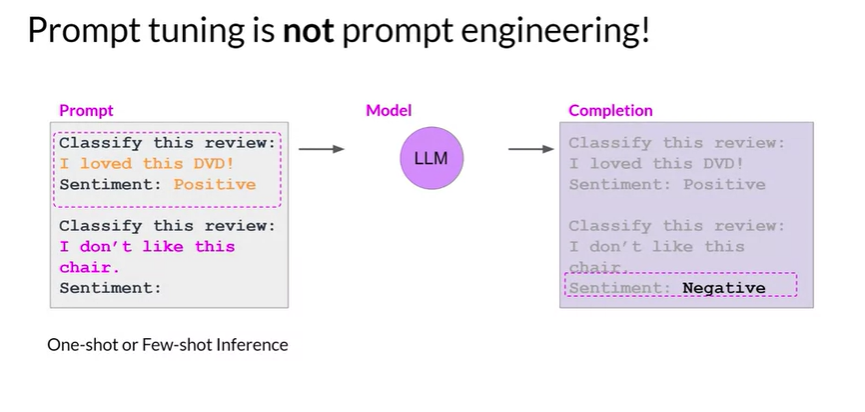 Prompt tuning is not prompt engineering!
Prompt
Classify this review:
I loved this DVD!
Sentiment: Positive
Classify this review:
I don't like this
chair.
Sentiment:
One-shot or Few-shot Inference
Model
LLM
Completion
Classify this review:
I loved this DVD!
Sentiment: Positive
Classify this review:
I don't like this
chair.
Sentiment: Negative